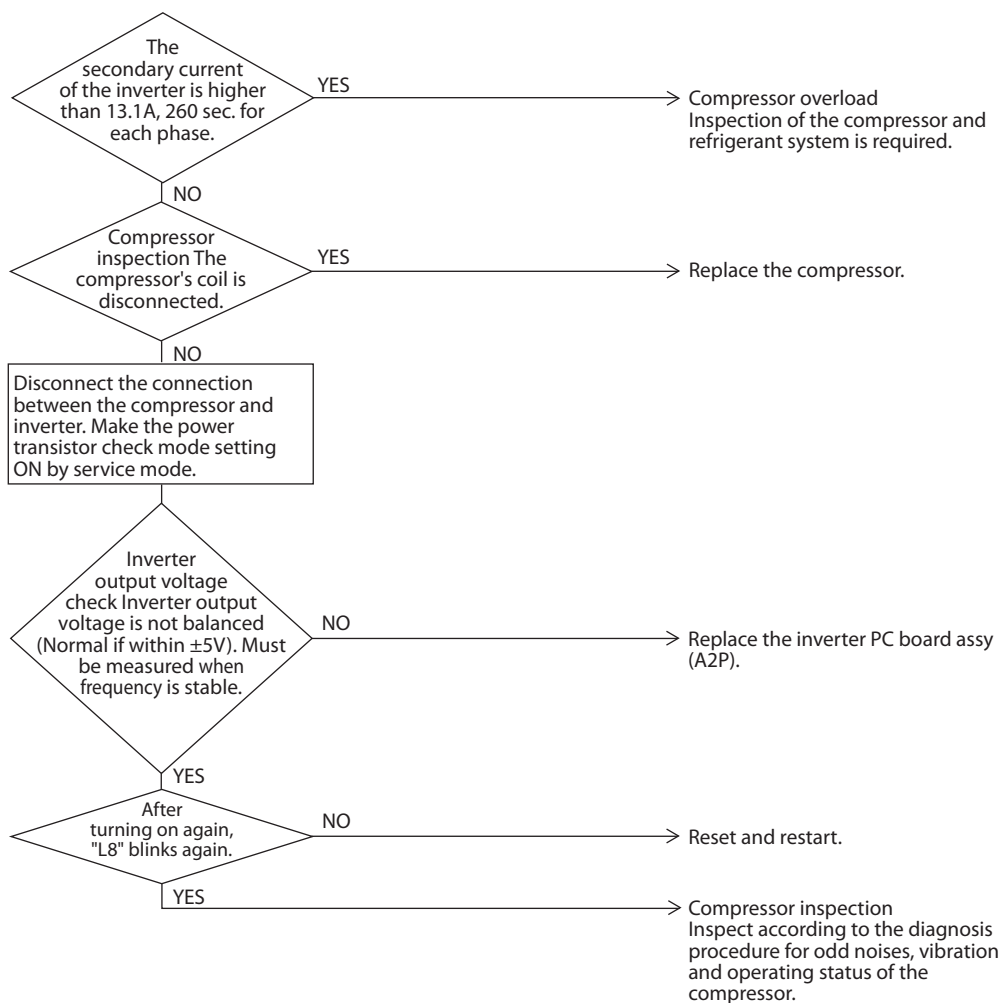 The
secondary current
of the inverter is higher
than 13.1A, 260 sec. for
each phase.
YES
Compressor overload
Inspection of the compressor and
refrigerant system is required.
NO
Compressor
inspection The
compressor's coil is
disconnected.
YES
Replace the compressor.
NO
Disconnect the connection
between the compressor and
inverter. Make the power
transistor check mode setting
ON by service mode.
Inverter
output voltage
check Inverter output
voltage is not balanced
(Normal if within ±5V). Must
be measured when
frequency is stable.
NO
Replace the inverter PC board assy
(A2P).
YES
After
turning on again,
"L8" blinks again.
NO
Reset and restart.
YES
Compressor inspection
Inspect according to the diagnosis
procedure for odd noises, vibration
and operating status of the
compressor.